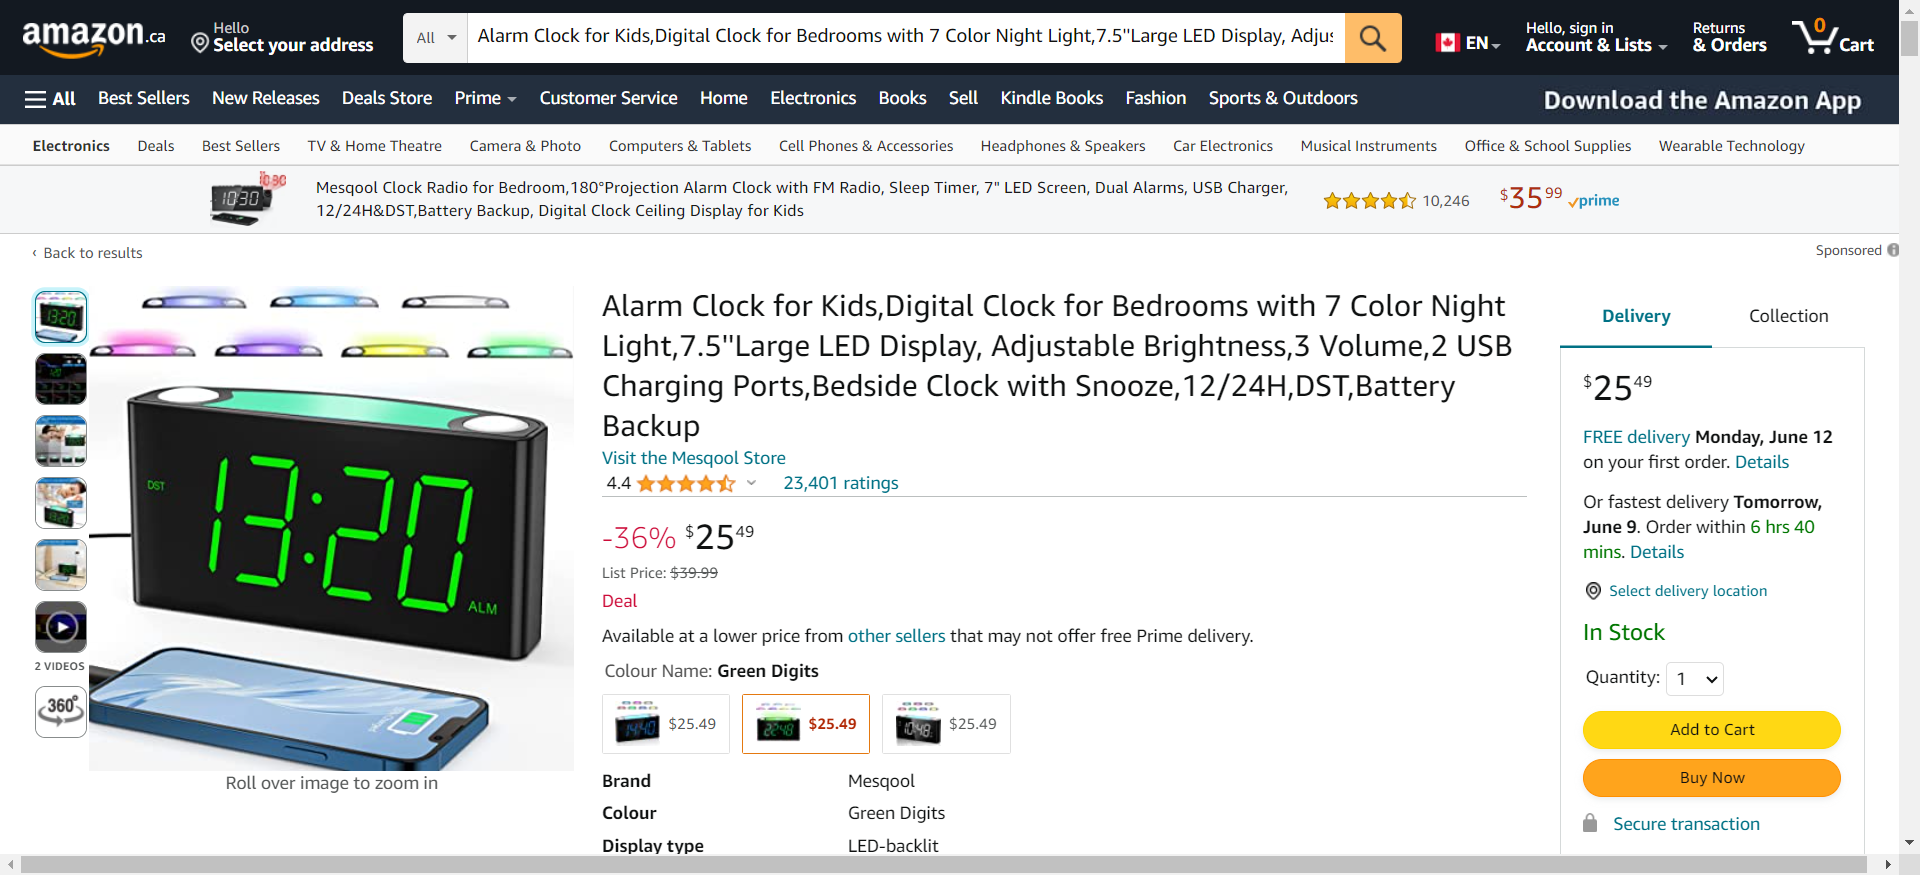 amazon.ca
Hello
Select your address
All
Alarm Clock for Kids,Digital Clock for Bedrooms with 7 Color Night Light,7.5"Large LED Display, Adjus
EN
Hello, sign in
Account & Lists
Returns
& Orders
0
Cart
All Best Sellers New Releases Deals Store Prime Customer Service Home Electronics Books Sell Kindle Books Fashion Sports & Outdoors Download the Amazon App
Electronics Deals Best Sellers TV & Home Theatre Camera & Photo Computers & Tablets Cell Phones & Accessories Headphones & Speakers Car Electronics Musical Instruments Office & School Supplies Wearable Technology
10:30
10:30
Mesqool Clock Radio for Bedroom,180°Projection Alarm Clock with FM Radio, Sleep Timer, 7" LED Screen, Dual Alarms, USB Charger,
12/24H&DST,Battery Backup, Digital Clock Ceiling Display for Kids
10,246
$35 99
prime
‹ Back to results
Sponsored
13:20
DST
13:20
ALM
2 VIDEOS
360°
Roll over image to zoom in
Alarm Clock for Kids,Digital Clock for Bedrooms with 7 Color Night
Light,7.5''Large LED Display, Adjustable Brightness,3 Volume,2 USB
Charging Ports,Bedside Clock with Snooze,12/24H,DST,Battery
Backup
Visit the Mesqool Store
4.4
23,401 ratings
-36% $25 49
List Price: $39.99
Deal
Available at a lower price from other sellers that may not offer free Prime delivery.
Colour Name: Green Digits
14:40 $25.49
22:48 $25.49
10:48 $25.49
Brand Mesqool
Colour Green Digits
Display type LED-backlit
Delivery
Collection
$25 49
FREE delivery Monday, June 12
on your first order. Details
Or fastest delivery Tomorrow,
June 9. Order within 6 hrs 40
mins. Details
Select delivery location
In Stock
Quantity: 1
Add to Cart
Buy Now
Secure transaction